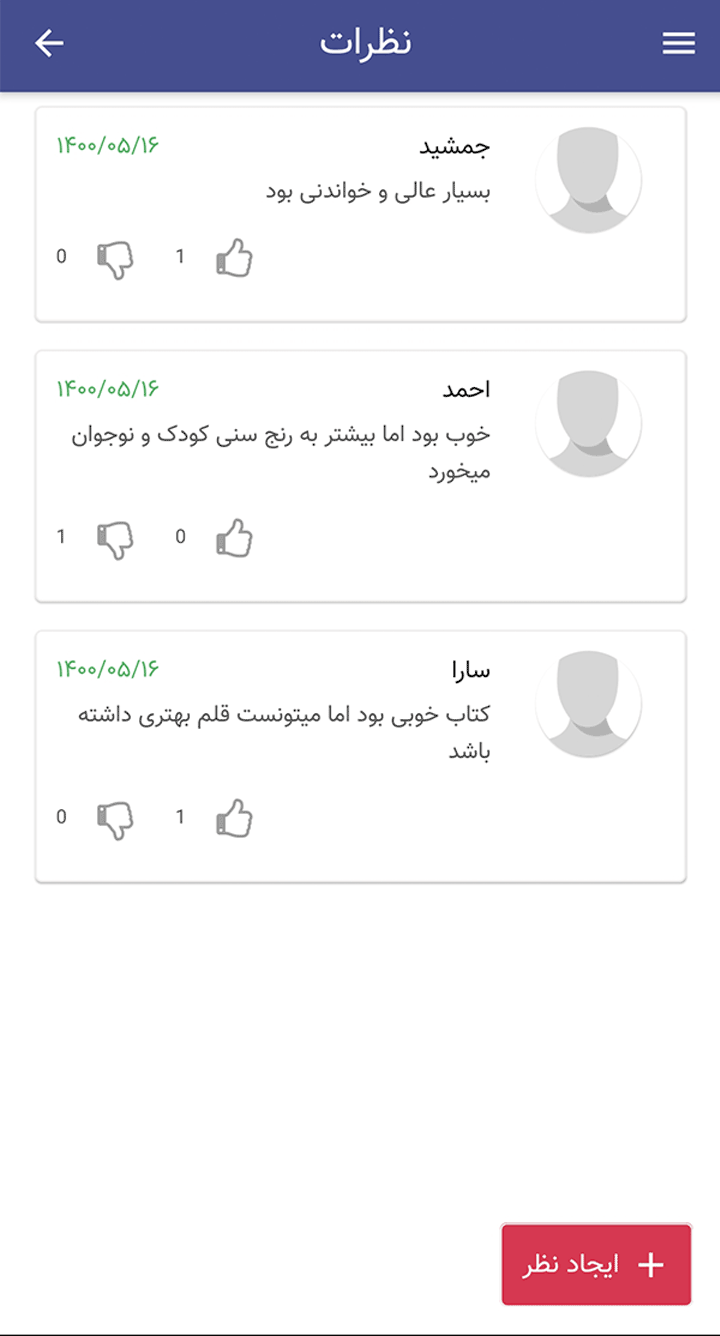 نظرات
جمشید
۱۴۰۰/۰۵/۱۶
بسیار عالی و خواندنی بود
1
0
احمد
۱۴۰۰/۰۵/۱۶
خوب بود اما بیشتر به رنج سنی کودک و نوجوان
میخورد
0
1
سارا
۱۴۰۰/۰۵/۱۶
کتاب خوبی بود اما میتونست قلم بهتری داشته
باشد
1
0
ایجاد نظر